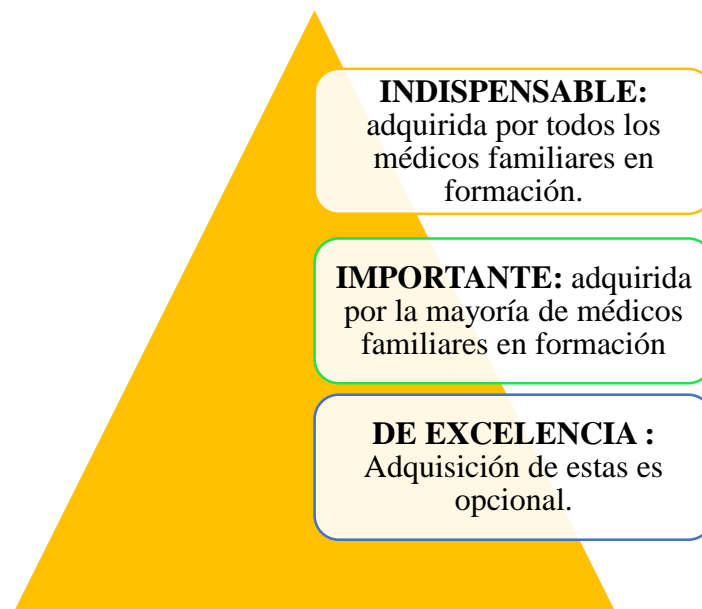 INDISPENSABLE:
adquirida por todos los
médicos familiares en
formación.
IMPORTANTE: adquirida
por la mayoría de médicos
familiares en formación
DE EXCELENCIA :
Adquisición de estas es
opcional.